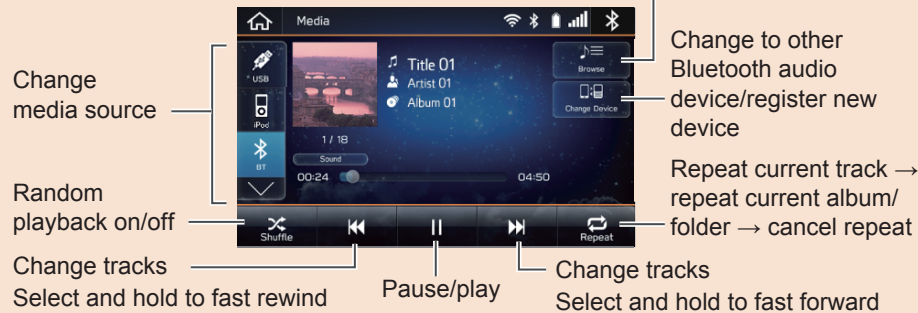 Media
USB
iPod
BT
Title 01
Artist 01
Album 01
1 / 18
Sound
00:24
04:50
Browse
Change Device
Shuffle
Repeat
Change
media source
Random
playback on/off
Change tracks
Select and hold to fast rewind
Pause/play
Change to other
Bluetooth audio
device/register new
device
Repeat current track →
repeat current album/
folder → cancel repeat
Change tracks
Select and hold to fast forward